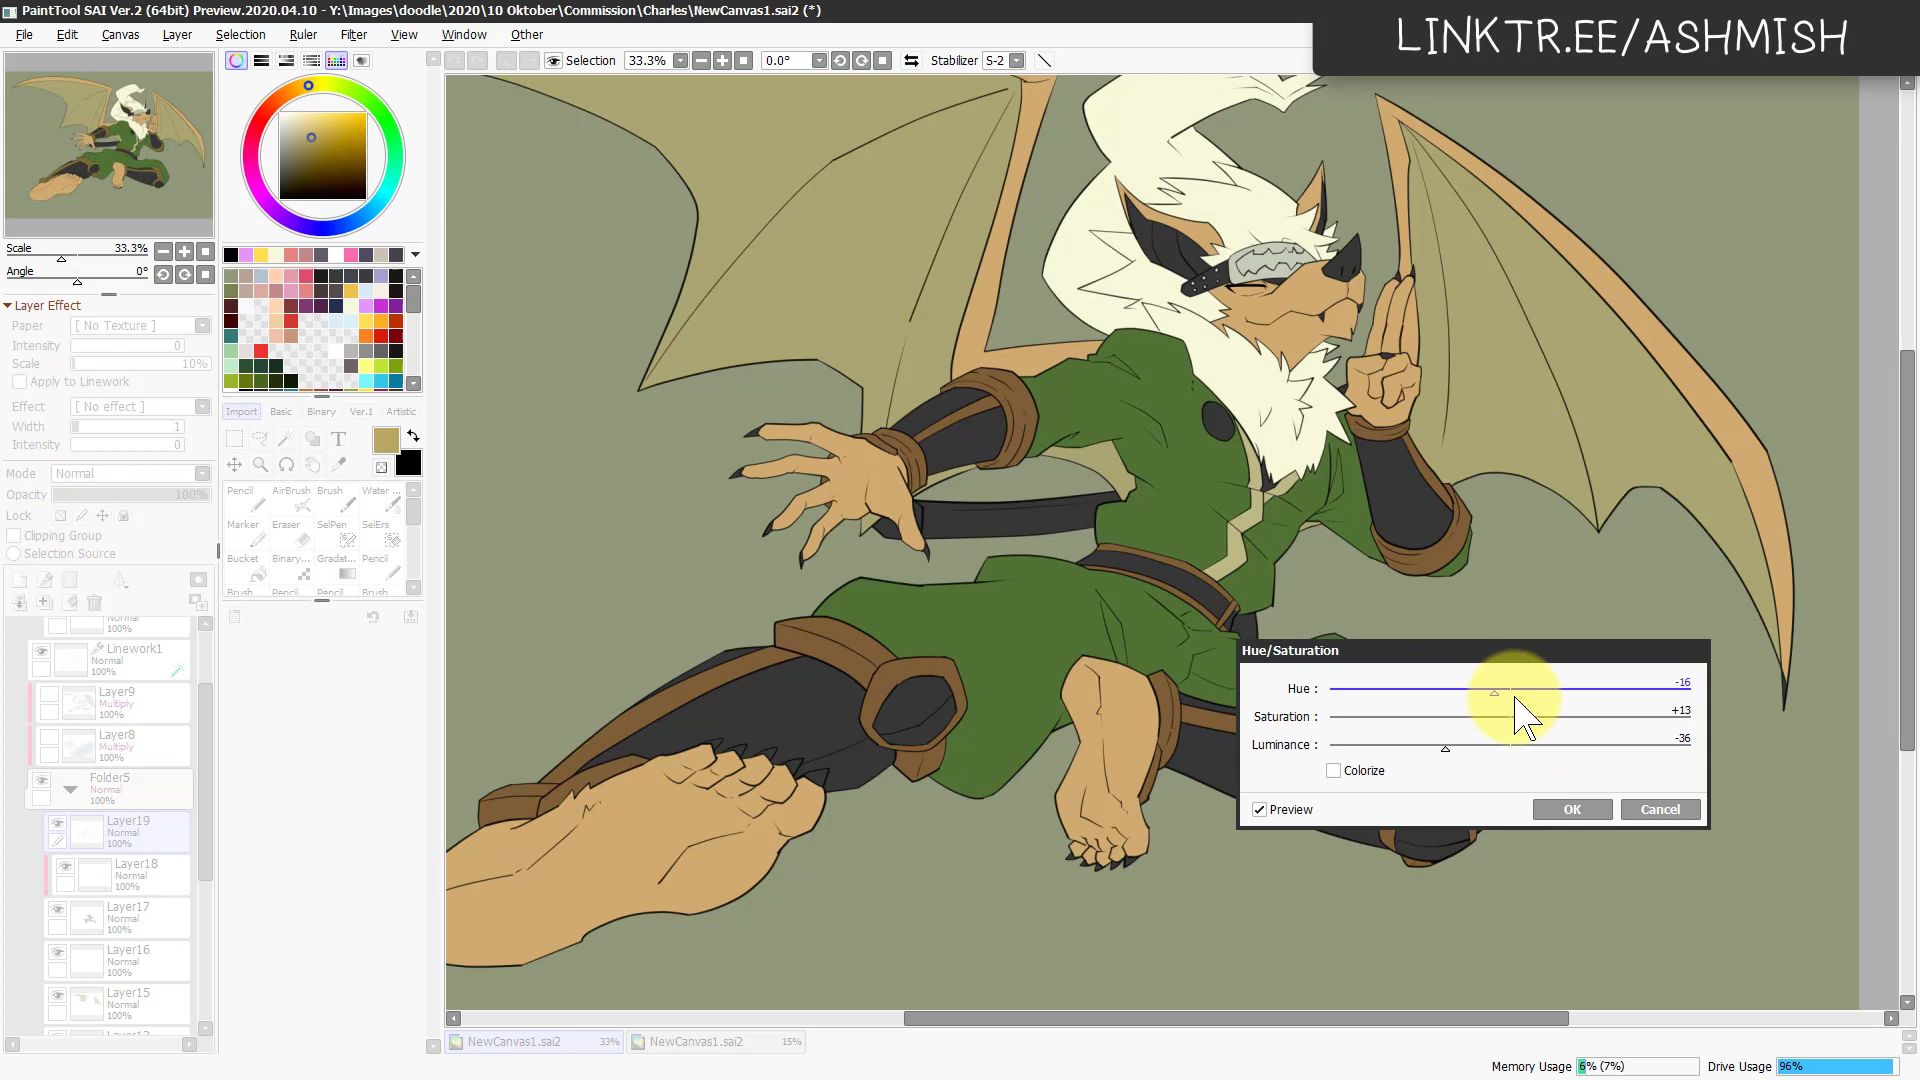 PaintTool SAI Ver.2 (64bit) Preview.2020.04.10 - Y:\Images\doodle\2020\10 Oktober\Commission\Charles\NewCanvas1.sai2 (*)
LINKTR.EE/ASHMISH
File Edit Canvas Layer Selection Ruler Filter View Window Other
Selection 33.3% 0.0° Stabilizer S-2
Scale 33.3%
Angle 0°
Layer Effect
Paper [ No Texture ]
Intensity 0
Scale 10%
Apply to Linework
Effect [ No effect ]
Width 1
Intensity 0
Mode Normal
Opacity 100%
Lock
Clipping Group
Selection Source
Normal
100%
Linework1
Normal
100%
Layer9
Multiply
100%
Layer8
Multiply
100%
Folder5
Normal
100%
Layer19
Normal
100%
Layer18
Normal
100%
Layer17
Normal
100%
Layer16
Normal
100%
Layer15
Normal
100%
Import Basic Binary Ver.1 Artistic
T
Pencil AirBrush Brush Water ...
Marker Eraser SelPen SelErs
Bucket Binary... Gradat... Pencil
Brush Pencil Pencil Brush
Hue/Saturation
Hue : -16
Saturation : +13
Luminance : -36
Colorize
Preview OK Cancel
NewCanvas1.sai2 33% NewCanvas1.sai2 15%
Memory Usage 6% (7%) Drive Usage 96%